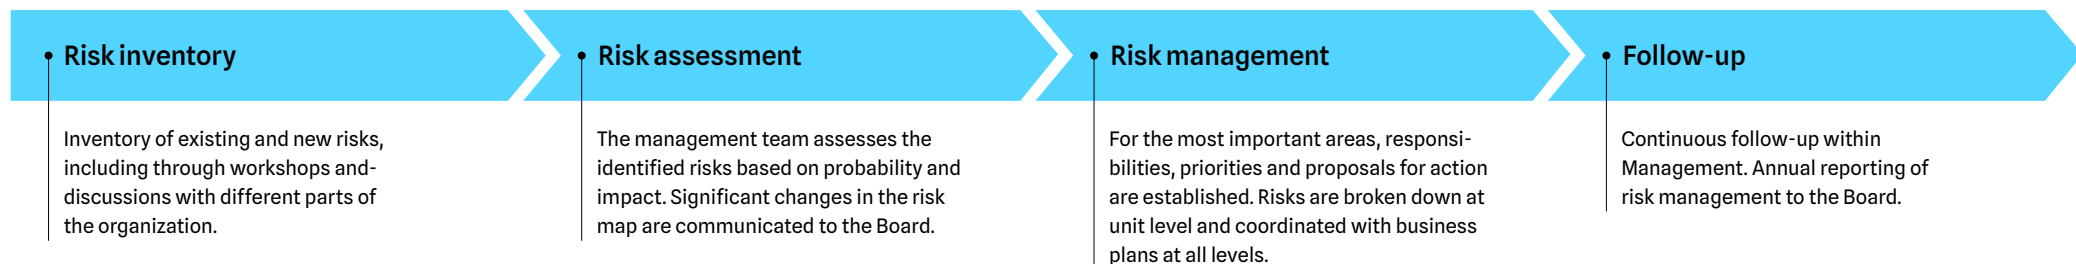 Risk inventory
Inventory of existing and new risks,
including through workshops and-
discussions with different parts of
the organization.
Risk assessment
The management team assesses the
identified risks based on probability and
impact. Significant changes in the risk
map are communicated to the Board.
Risk management
For the most important areas, responsi-
bilities, priorities and proposals for action
are established. Risks are broken down at
unit level and coordinated with business
plans at all levels.
Follow-up
Continuous follow-up within
Management. Annual reporting of
risk management to the Board.